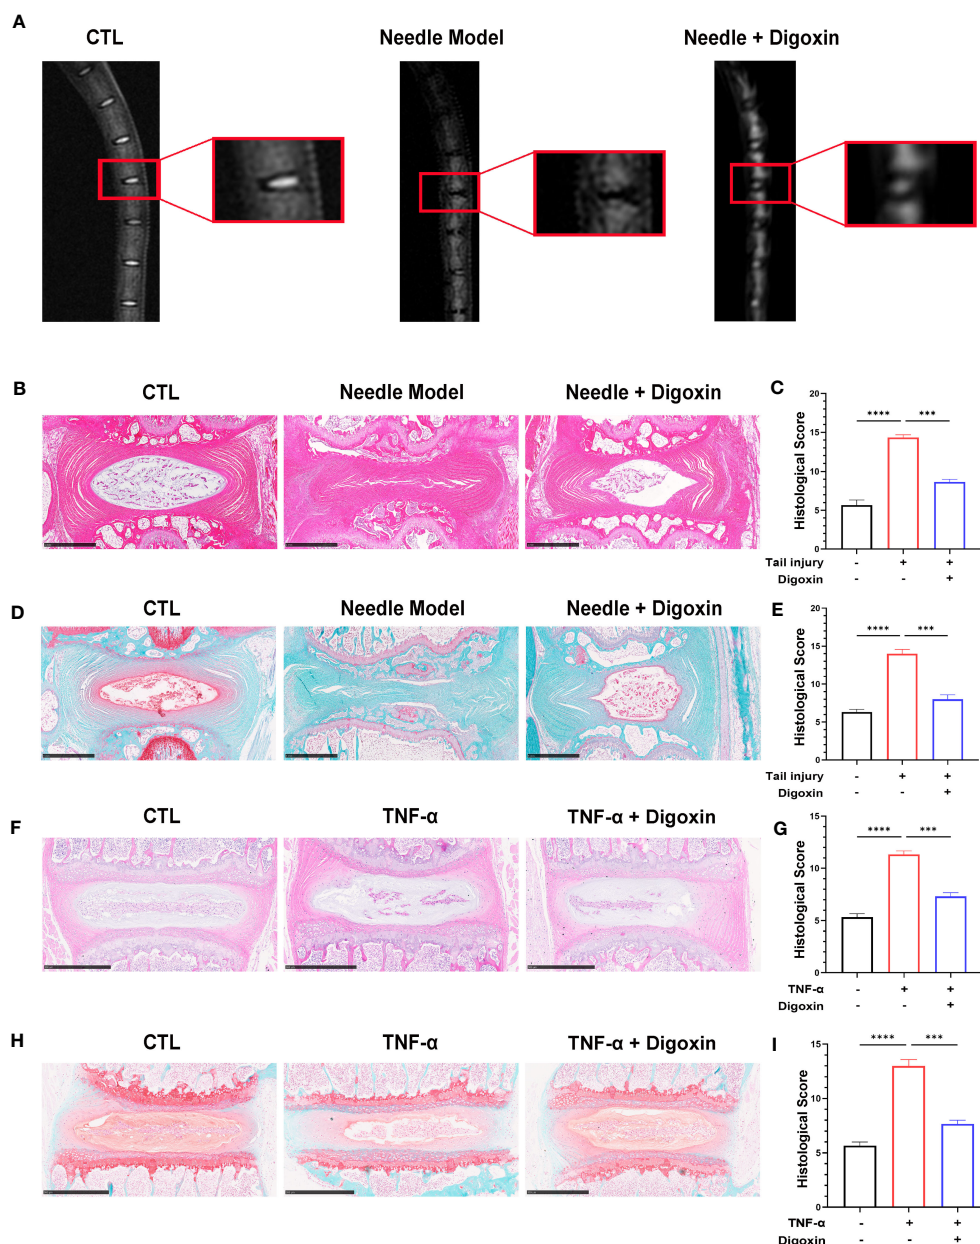 A
CTL Needle Model Needle + Digoxin
B CTL Needle Model Needle + Digoxin C
Histological Score
20
15
10
5
0
**** ***
Tail injury - + +
Digoxin - - +
D CTL Needle Model Needle + Digoxin E
Histological Score
20
15
10
5
0
**** ***
Tail injury - + +
Digoxin - - +
F CTL TNF-α TNF-α + Digoxin G
Histological Score
15
10
5
0
**** ***
TNF-α - + +
Digoxin - - +
H CTL TNF-α TNF-α + Digoxin I
Histological Score
15
10
5
0
**** ***
TNF-α - + +
Digoxin - - +